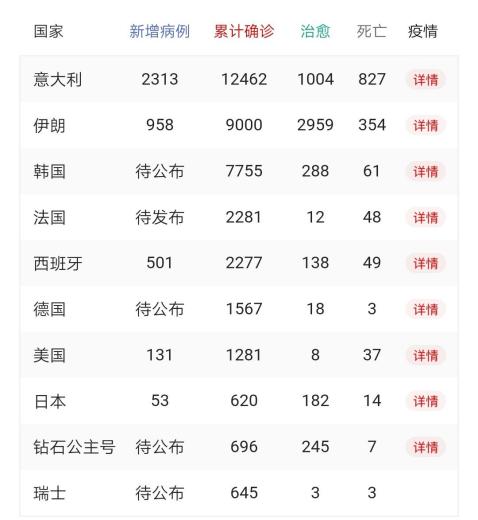 国家 新增病例 累计确诊 治愈 死亡 疫情
意大利 2313 12462 1004 827 详情
伊朗 958 9000 2959 354 详情
韩国 待公布 7755 288 61 详情
法国 待发布 2281 12 48 详情
西班牙 501 2277 138 49 详情
德国 待公布 1567 18 3 详情
美国 131 1281 8 37 详情
日本 53 620 182 14 详情
钻石公主号 待公布 696 245 7 详情
瑞士 待公布 645 3 3